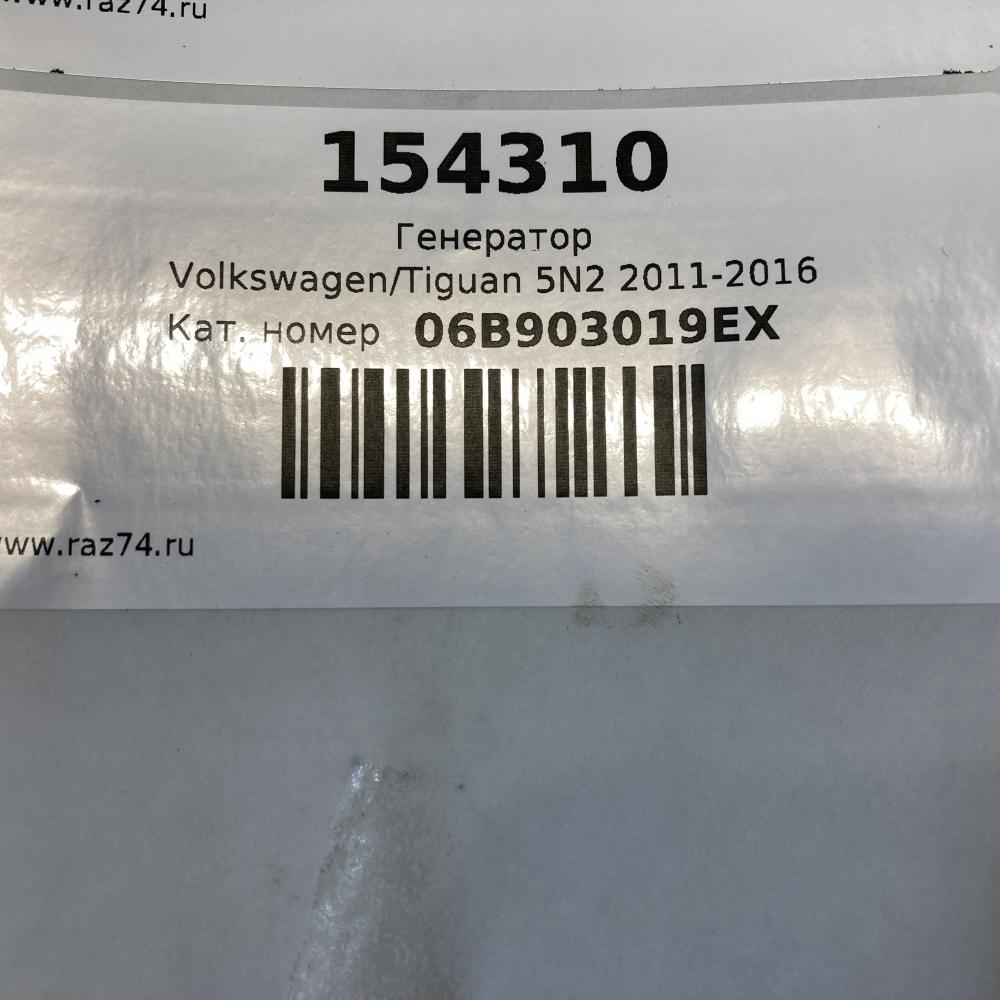 www.raz74.ru
154310
Генератор
Volkswagen/Tiguan 5N2 2011-2016
Кат. номер 06B903019EX
www.raz74.ru